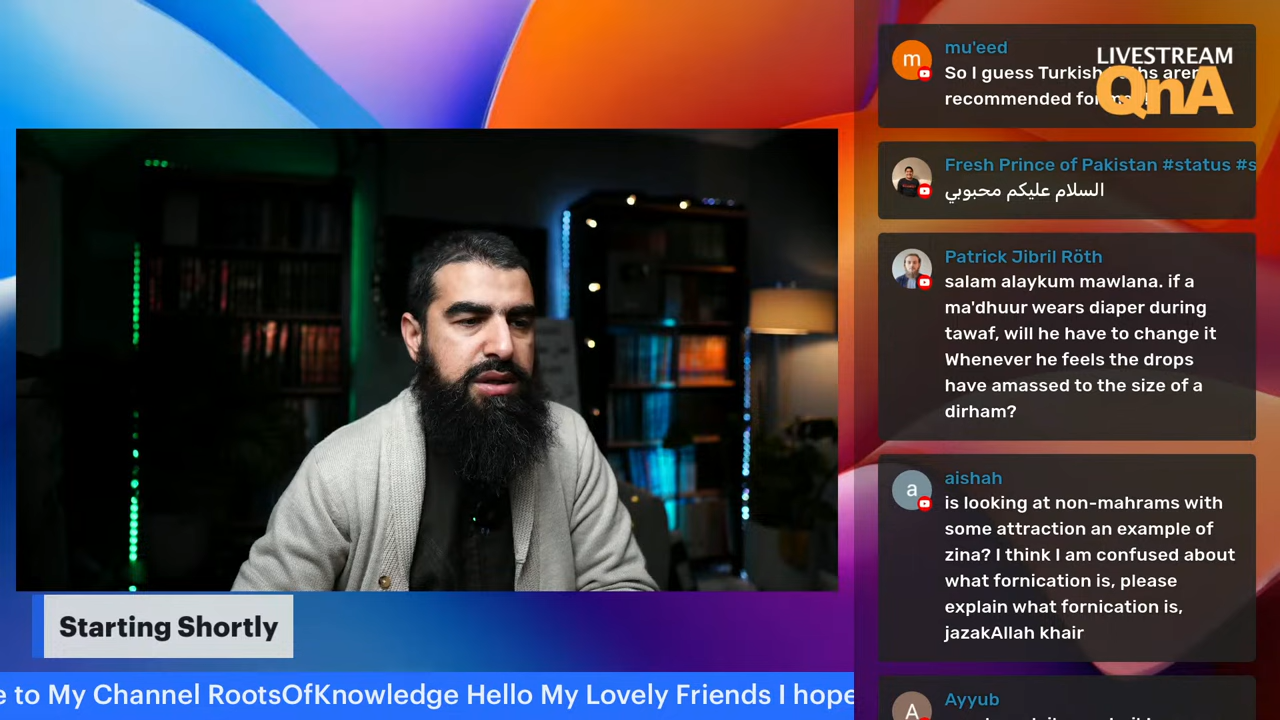 mu'eed
So I guess Turkish
recommended for
LIVESTREAM
QnA
Fresh Prince of Pakistan #status #s
السلام عليكم محبوبي
Patrick Jibril Röth
salam alaykum mawlana. if a
ma'dhuur wears diaper during
tawaf, will he have to change it
Whenever he feels the drops
have amassed to the size of a
dirham?
a
aishah
is looking at non-mahrams with
some attraction an example of
zina? I think I am confused about
what fornication is, please
explain what fornication is,
jazakAllah khair
A
Ayyub
Starting Shortly
e to My Channel RootsOfKnowledge Hello My Lovely Friends I hope